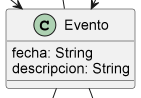 C Evento
fecha: String
descripcion: String